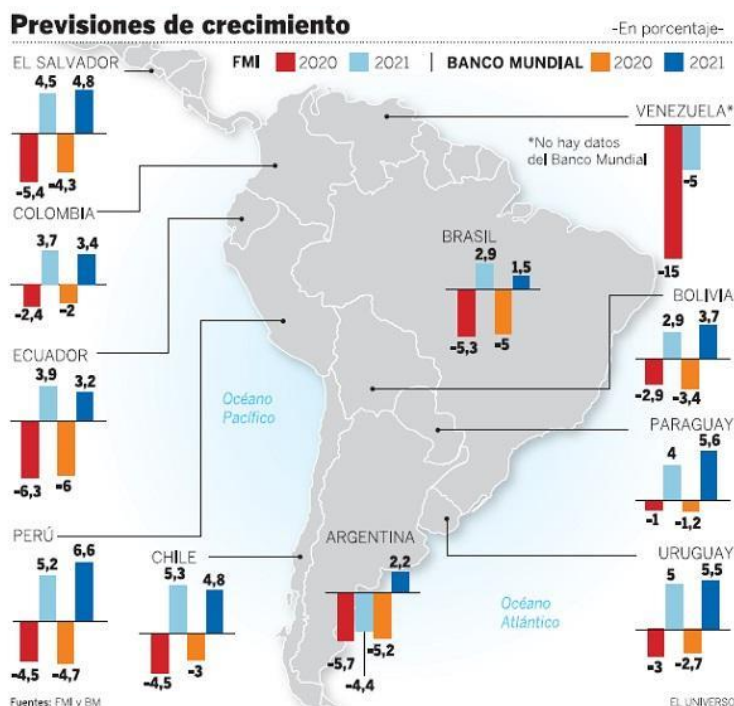 Previsiones de crecimiento
-En porcentaje-
FMI 2020 2021 | BANCO MUNDIAL 2020 2021
EL SALVADOR
4,5 4,8
-5,4 -4,3
COLOMBIA
3,7 3,4
-2,4 -2
ECUADOR
3,9 3,2
-6,3 -6
PERÚ
5,2 6,6
-4,5 -4,7
CHILE
5,3 4,8
-4,5 -3
ARGENTINA
2,2
-5,7 -5,2
-4,4
BRASIL
2,9 1,5
-5,3 -5
VENEZUELA*
*No hay datos
del Banco Mundial
-5
-15
BOLIVIA
2,9 3,7
-2,9 -3,4
PARAGUAY
4 5,6
-1 -1,2
URUGUAY
5 5,5
-3 -2,7
Océano
Pacífico
Océano
Atlántico
Fuentes: FMI y BM
EL UNIVERSO